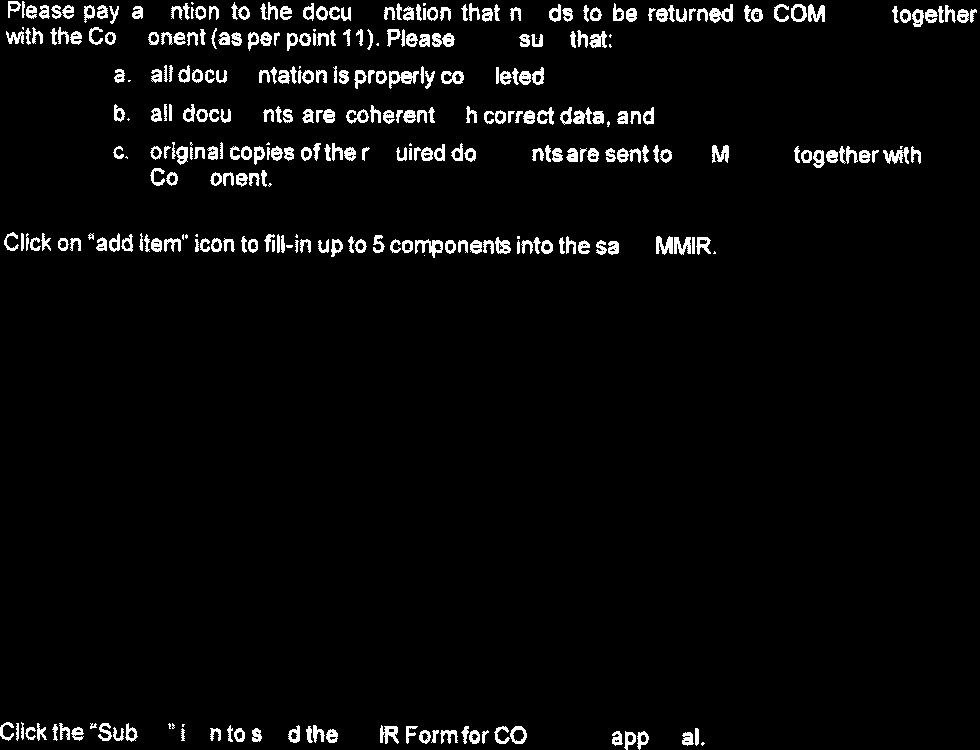 Please pay a ntion to the docu ntation that n ds to be returned to COM together
with the Co onent (as per point 11). Please su that:
a. all docu ntation is properly co leted
b. all docu nts are coherent h correct data, and
c. original copies of the r uired do nts are sent to M together with
Co onent.
Click on "add item" icon to fill-in up to 5 components into the sa MMIR.
Click the "Sub " i n to s d the IR Form for CO app al.